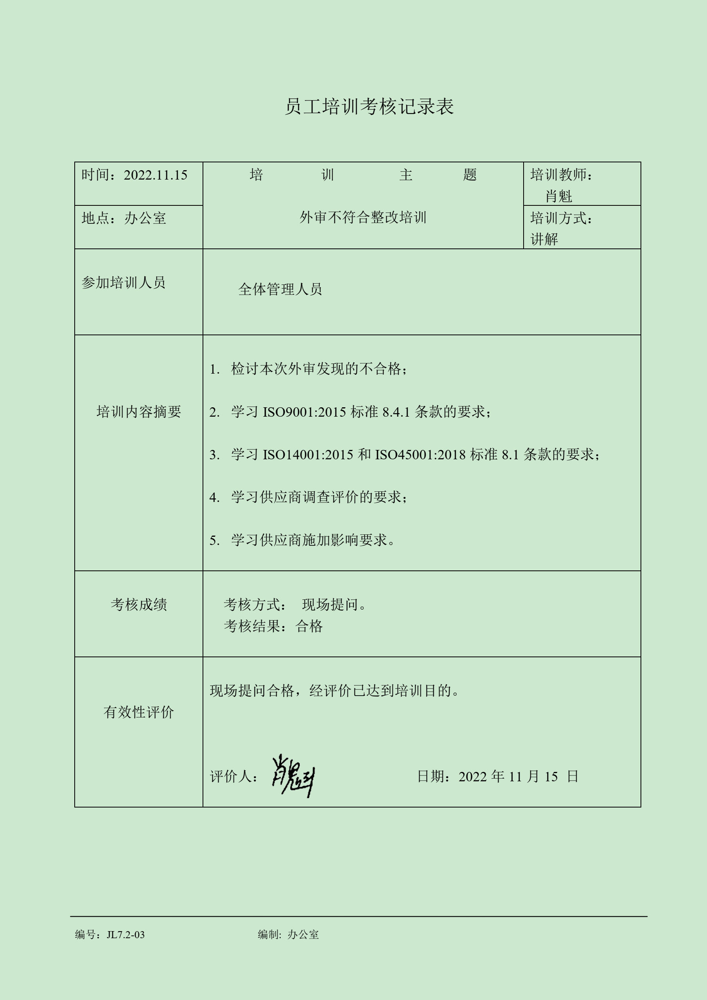 员工培训考核记录表
时间：2022.11.15
培 训 主 题
培训教师：
肖魁
地点：办公室
外审不符合整改培训
培训方式：
讲解
参加培训人员
全体管理人员
培训内容摘要
1. 检讨本次外审发现的不合格；
2. 学习 ISO9001:2015 标准 8.4.1 条款的要求；
3. 学习 ISO14001:2015 和 ISO45001:2018 标准 8.1 条款的要求；
4. 学习供应商调查评价的要求；
5. 学习供应商施加影响要求。
考核成绩
考核方式： 现场提问。
考核结果：合格
有效性评价
现场提问合格，经评价已达到培训目的。
评价人：肖魁 日期：2022 年 11 月 15 日
编号：JL7.2-03 编制: 办公室